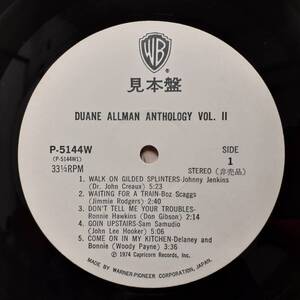 WB
見本盤
DUANE ALLMAN ANTHOLOGY VOL. II
P-5144W
(P-5144W1)
33⅓RPM
SIDE
1
STEREO (非売品)
1. WALK ON GILDED SPLINTERS-Johnny Jenkins
(Dr. John Creaux) 5:23
2. WAITING FOR A TRAIN-Boz Scaggs
(Jimmie Rodgers) 2:40
3. DON'T TELL ME YOUR TROUBLES-
Ronnie Hawkins (Don Gibson) 2:14
4. GOIN UPSTAIRS-Sam Samudio
(John Lee Hooker) 5:04
5. COME ON IN MY KITCHEN-Delaney and
Bonnie (Woody Payne) 3:36
℗ © 1974 Capricorn Records, Inc.
MADE BY WARNER-PIONEER CORPORATION, JAPAN.